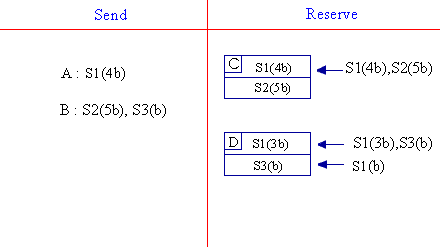 Send
Reserve
A : S1(4b)
B : S2(5b), S3(b)
C S1(4b)
S2(5b)
S1(4b),S2(5b)
D S1(3b)
S3(b)
S1(3b),S3(b)
S1(b)